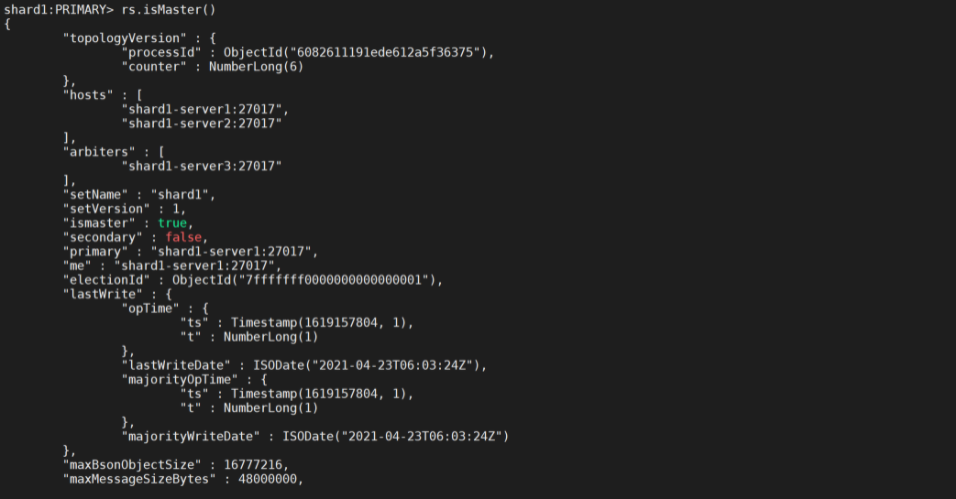 shard1:PRIMARY> rs.isMaster()
{
        "topologyVersion" : {
                "processId" : ObjectId("6082611191ede612a5f36375"),
                "counter" : NumberLong(6)
        },
        "hosts" : [
                "shard1-server1:27017",
                "shard1-server2:27017"
        ],
        "arbiters" : [
                "shard1-server3:27017"
        ],
        "setName" : "shard1",
        "setVersion" : 1,
        "ismaster" : true,
        "secondary" : false,
        "primary" : "shard1-server1:27017",
        "me" : "shard1-server1:27017",
        "electionId" : ObjectId("7fffffff0000000000000001"),
        "lastWrite" : {
                "opTime" : {
                        "ts" : Timestamp(1619157804, 1),
                        "t" : NumberLong(1)
                },
                "lastWriteDate" : ISODate("2021-04-23T06:03:24Z"),
                "majorityOpTime" : {
                        "ts" : Timestamp(1619157804, 1),
                        "t" : NumberLong(1)
                },
                "majorityWriteDate" : ISODate("2021-04-23T06:03:24Z")
        },
        "maxBsonObjectSize" : 16777216,
        "maxMessageSizeBytes" : 48000000,